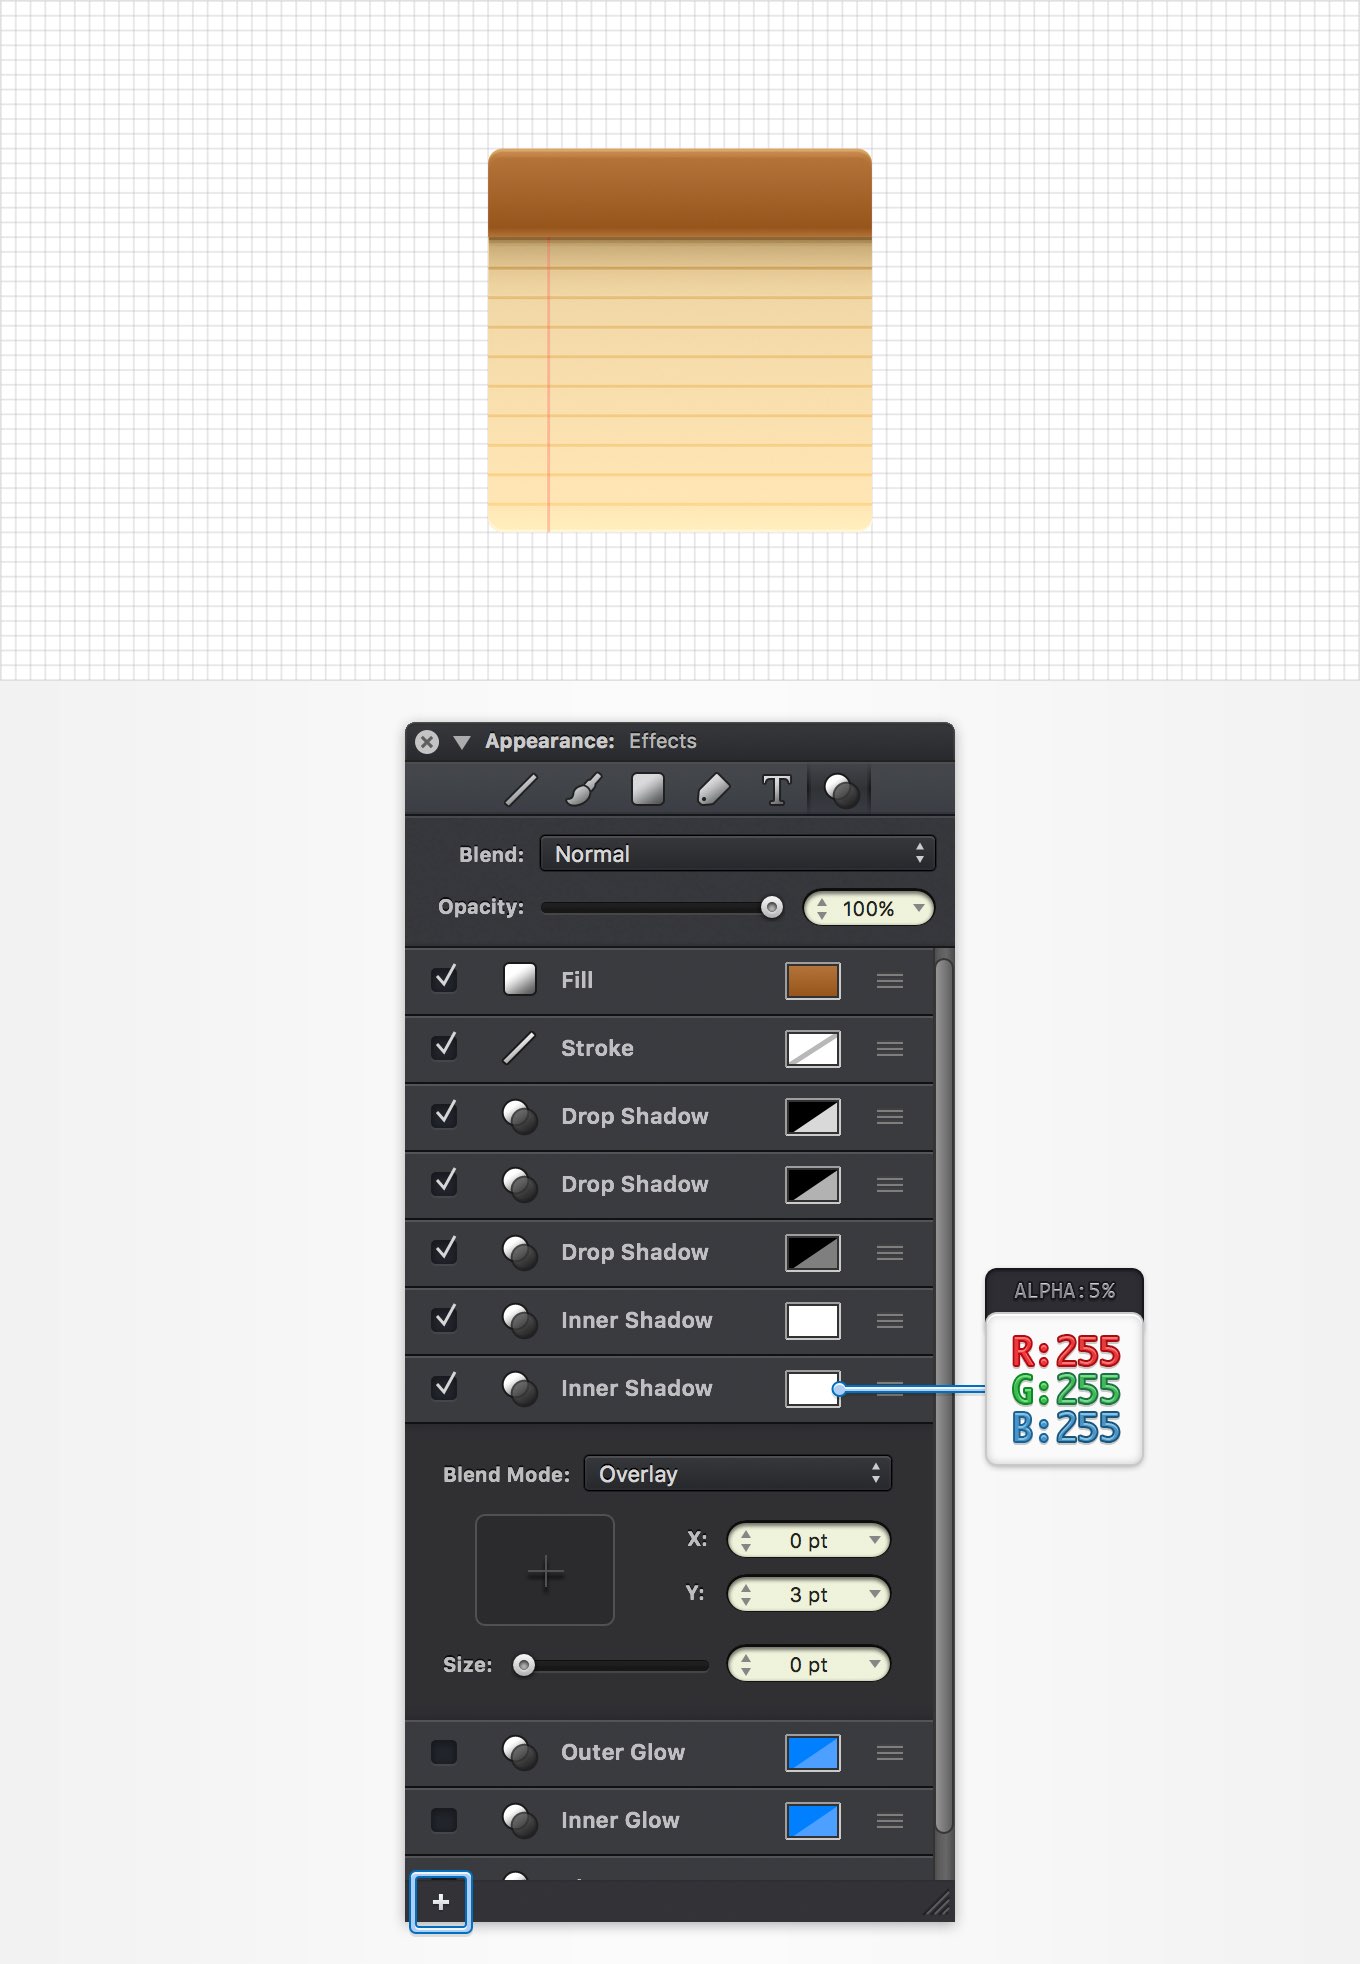 Appearance: Effects
T
Blend: Normal
Opacity: 100%
Fill
Stroke
Drop Shadow
Drop Shadow
Drop Shadow
Inner Shadow
Inner Shadow
ALPHA:5%
R:255
G:255
B:255
Blend Mode: Overlay
X: 0 pt
Y: 3 pt
Size: 0 pt
Outer Glow
Inner Glow
+